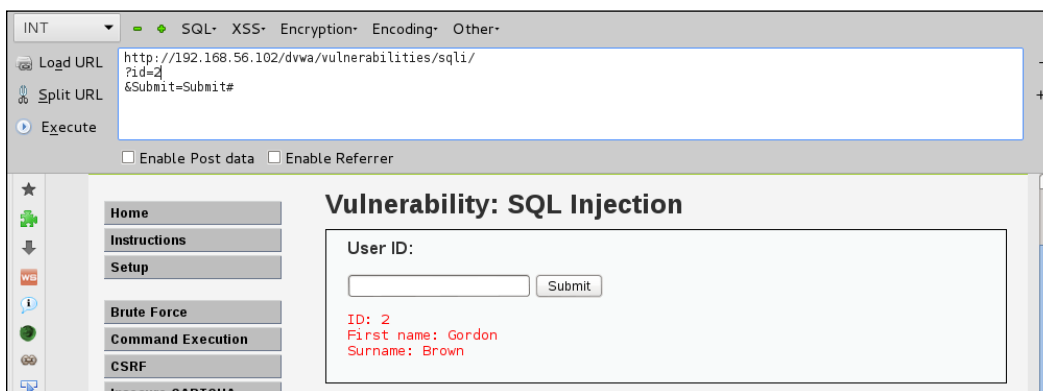 INT SQL- XSS- Encryption- Encoding- Other-
Load URL
Split URL
Execute
http://192.168.56.102/dvwa/vulnerabilities/sqli/
?id=2
&Submit=Submit#
Enable Post data Enable Referrer
WS
Home
Instructions
Setup
Brute Force
Command Execution
CSRF
Vulnerability: SQL Injection
User ID:
Submit
ID: 2
First name: Gordon
Surname: Brown